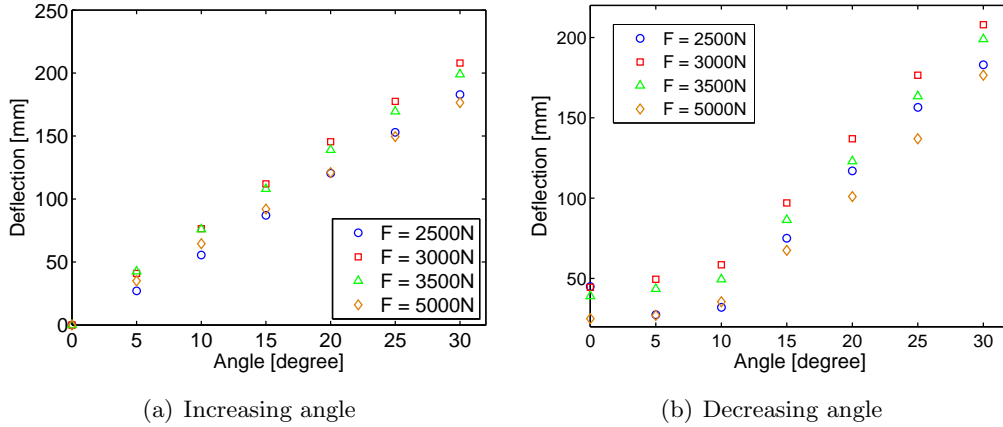 250
200
150
100
50
0
Deflection [mm]
0 5 10 15 20 25 30
Angle [degree]
F = 2500N
F = 3000N
F = 3500N
F = 5000N
(a) Increasing angle
200
150
100
50
Deflection [mm]
0 5 10 15 20 25 30
Angle [degree]
F = 2500N
F = 3000N
F = 3500N
F = 5000N
(b) Decreasing angle